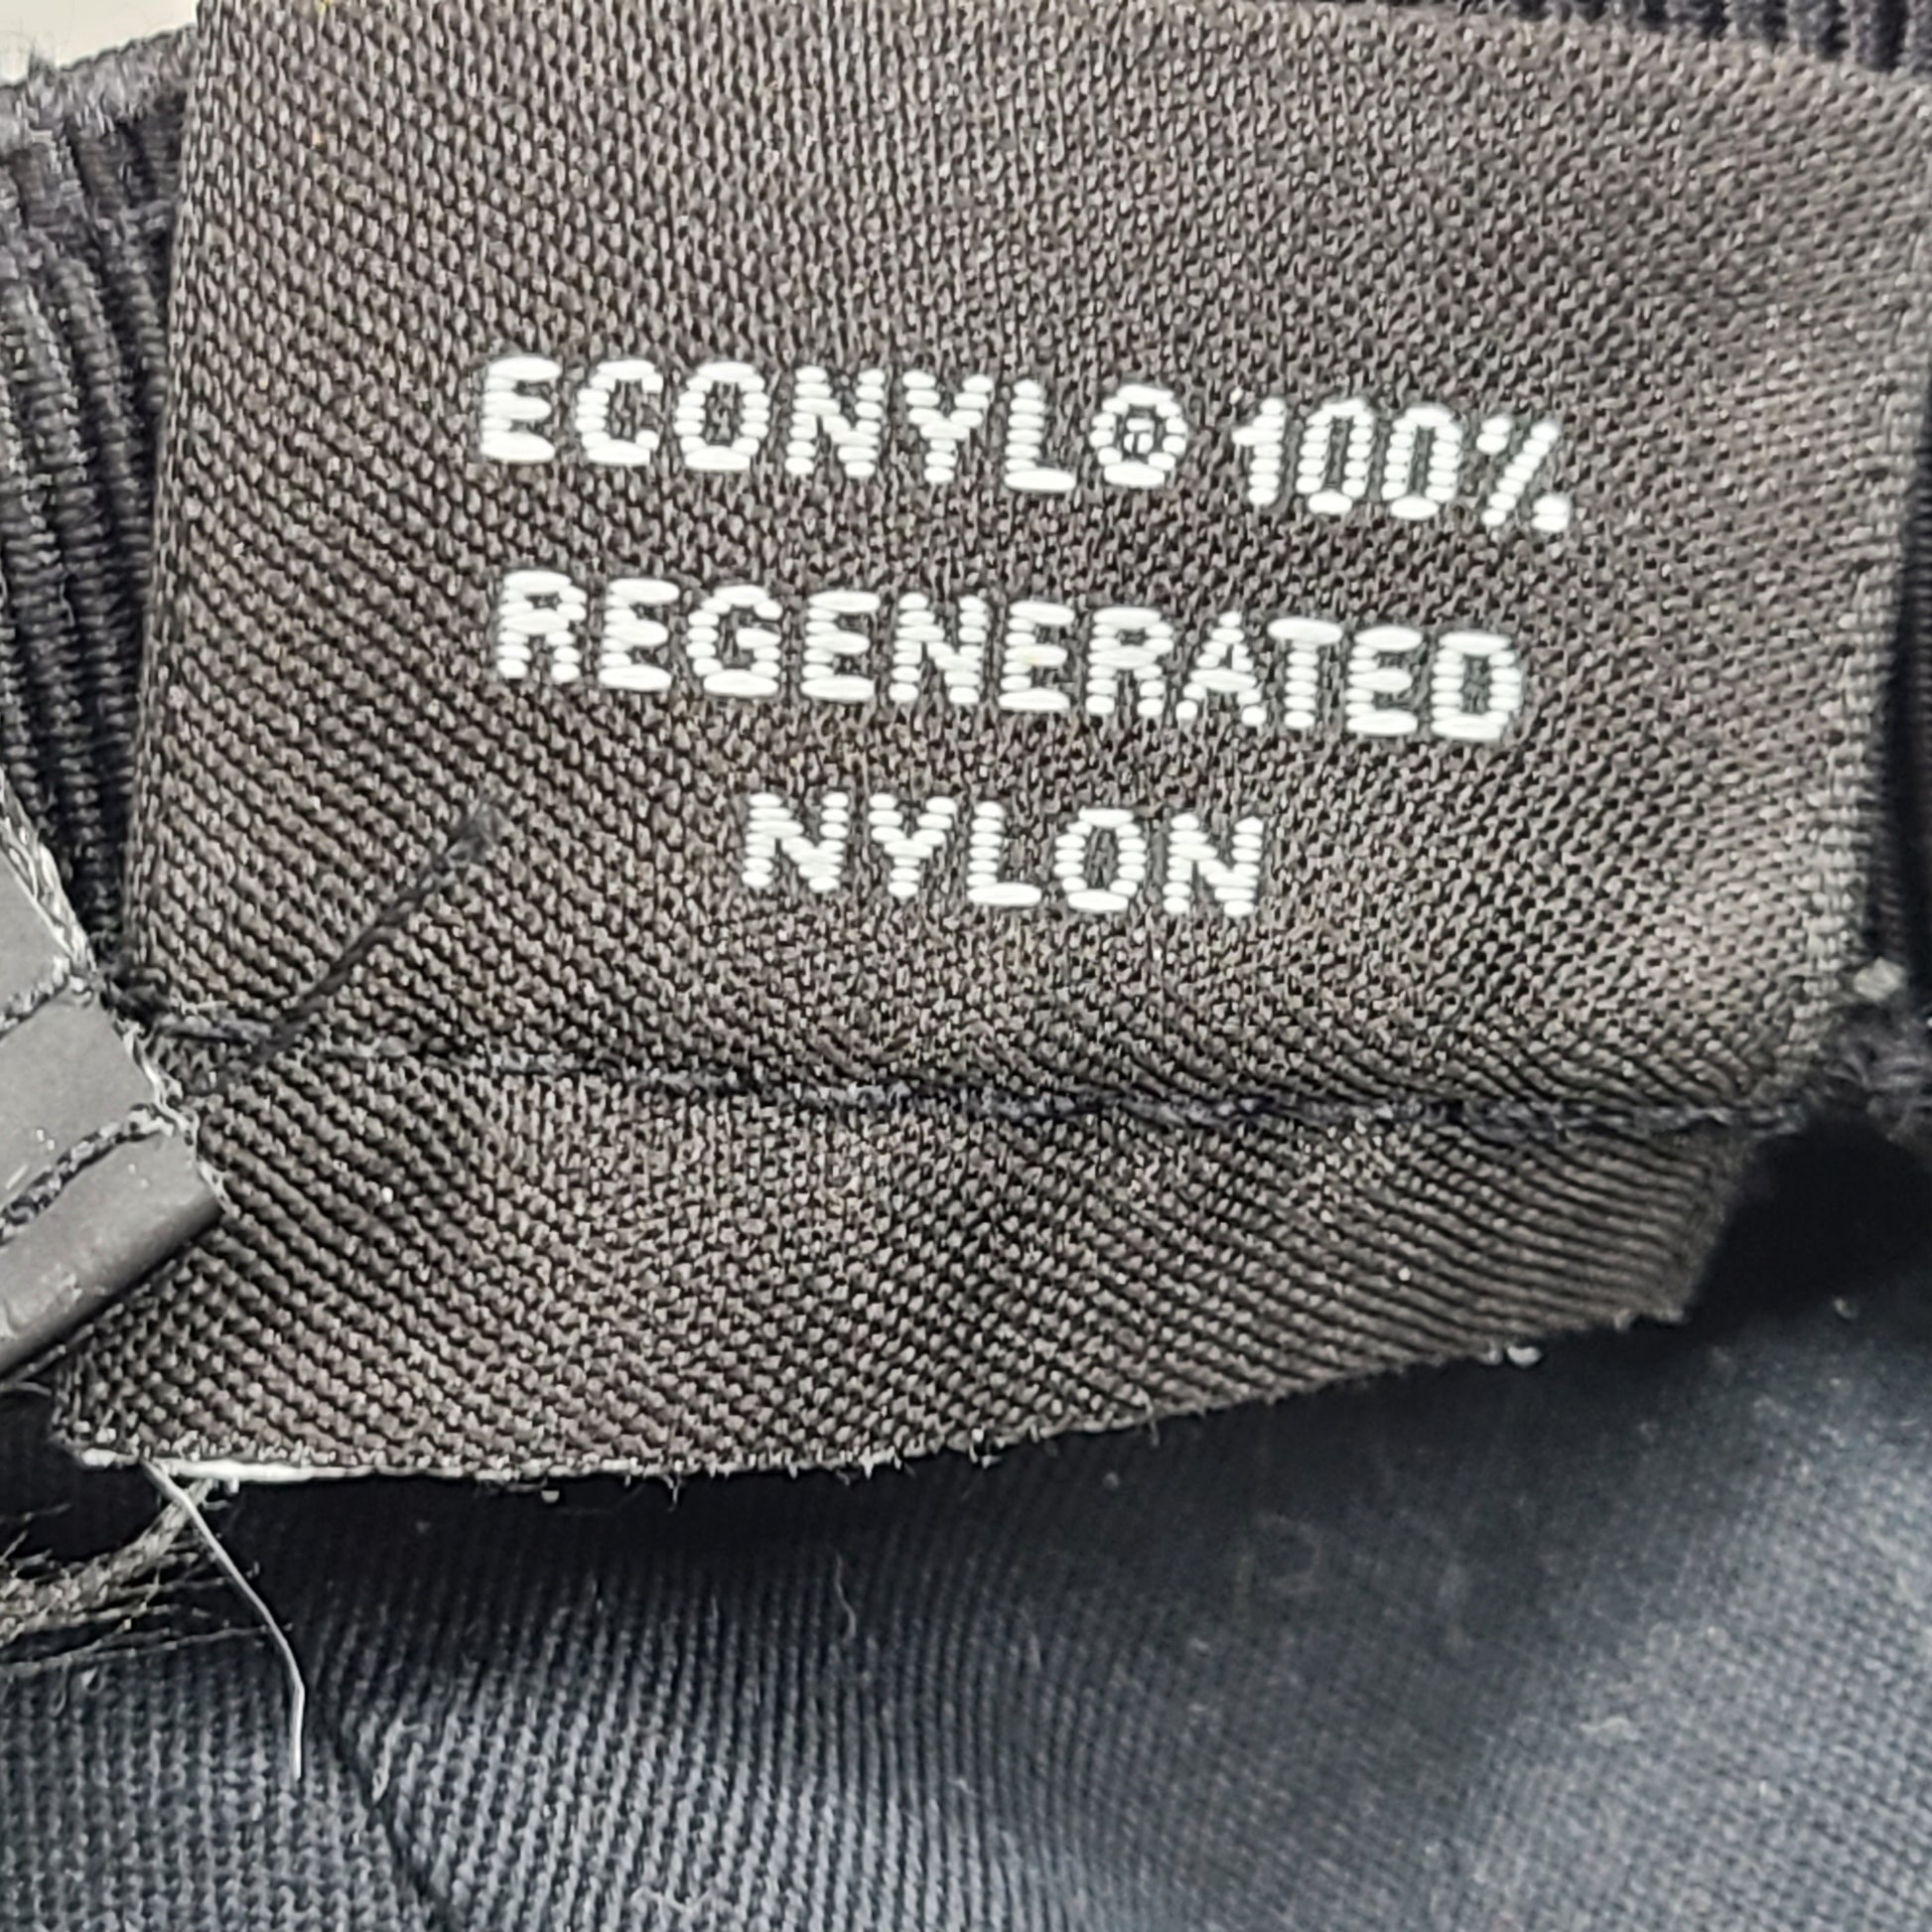 ECONYL® 100%
REGENERATED
NYLON